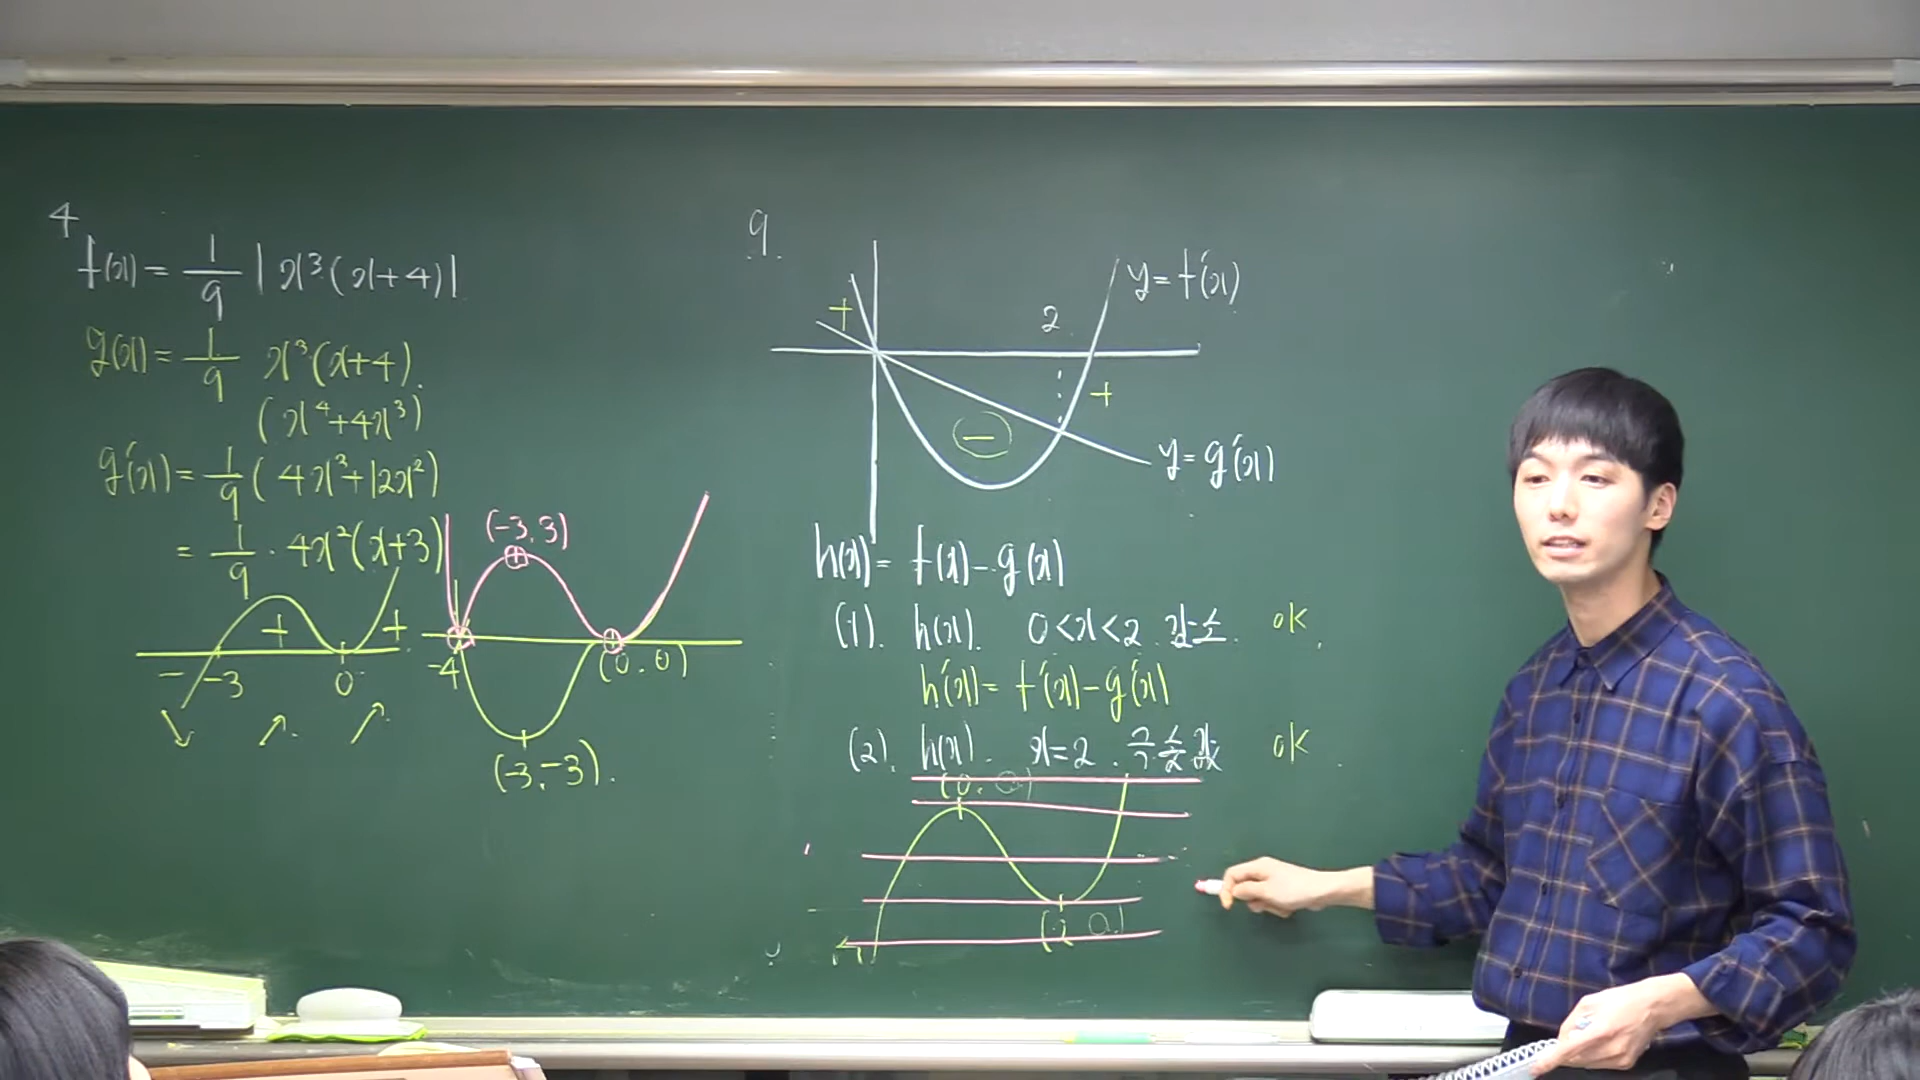 4
f(x) = 1/9 |x³(x+4)|
g(x) = 1/9 x³(x+4)
(x⁴+4x³)
g'(x) = 1/9 (4x³+12x²)
= 1/9 · 4x²(x+3)
+ +
- -3 0
(-3, 3)
-4 (0, 0)
(-3, -3).
9.
y = f'(x)
+ 2
+
-
y = g'(x)
h(x) = f(x) - g(x)
(1). h(x). 0<x<2. 감소. ok
h'(x) = f'(x) - g'(x)
(2). h(x). x=2. 극솟값 ok